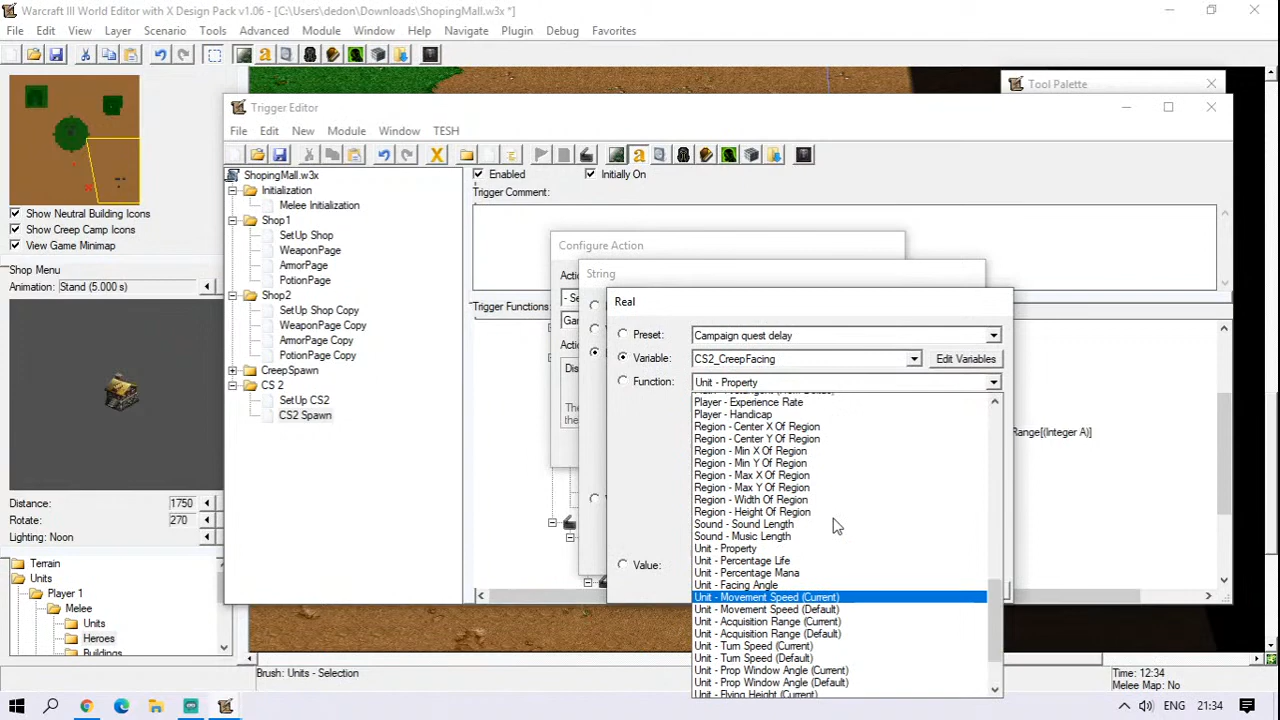 Warcraft III World Editor with X Design Pack v1.06 - [C:\Users\dedon\Downloads\ShopingMall.w3x *]
File Edit View Layer Scenario Tools Advanced Module Window Help Navigate Plugin Debug Favorites
Tool Palette
Trigger Editor
File Edit New Module Window TESH
ShopingMall.w3x
Initialization
Melee Initialization
Shop1
SetUp Shop
WeaponPage
ArmorPage
PotionPage
Shop2
SetUp Shop Copy
WeaponPage Copy
ArmorPage Copy
PotionPage Copy
CreepSpawn
CS 2
SetUp CS2
CS2 Spawn
Enabled
Initially On
Trigger Comment:
Trigger Functions
Show Neutral Building Icons
Show Creep Camp Icons
View Game Minimap
Shop Menu
Animation: Stand (5.000 s)
Distance: 1750
Rotate: 270
Lighting: Noon
Terrain
Units
Player 1
Melee
Units
Heroes
Buildings
Configure Action
String
Real
Preset: Campaign quest delay
Variable: CS2_CreepFacing Edit Variables
Function: Unit - Property
Player - Experience Rate
Player - Handicap
Region - Center X Of Region
Region - Center Y Of Region
Region - Min X Of Region
Region - Min Y Of Region
Region - Max X Of Region
Region - Max Y Of Region
Region - Width Of Region
Region - Height Of Region
Sound - Sound Length
Sound - Music Length
Unit - Property
Unit - Percentage Life
Unit - Percentage Mana
Unit - Facing Angle
Unit - Movement Speed (Current)
Unit - Movement Speed (Default)
Unit - Acquisition Range (Current)
Unit - Acquisition Range (Default)
Unit - Turn Speed (Current)
Unit - Turn Speed (Default)
Unit - Prop Window Angle (Current)
Unit - Prop Window Angle (Default)
Unit - Flying Height (Current)
Value:
Range[(Integer A)]
Brush: Units - Selection
Time: 12:34
Melee Map: No
ENG 21:34